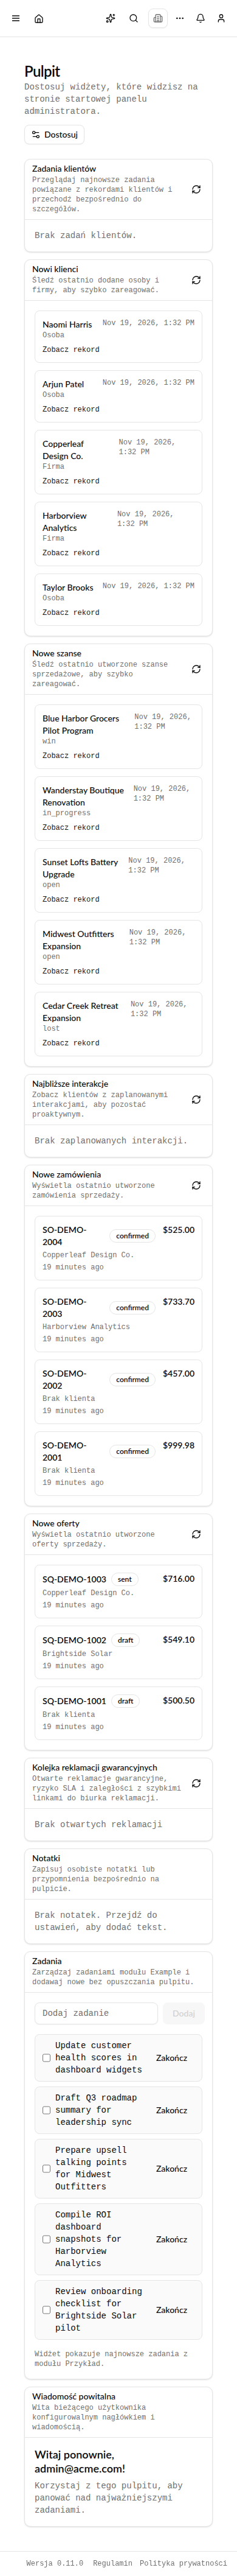 Pulpit
Dostosuj widżety, które widzisz na
stronie startowej panelu
administratora.
Dostosuj
Zadania klientów
Przeglądaj najnowsze zadania
powiązane z rekordami klientów i
przechodź bezpośrednio do
szczegółów.
Brak zadań klientów.
Nowi klienci
Śledź ostatnio dodane osoby i
firmy, aby szybko zareagować.
Naomi Harris
Nov 19, 2026, 1:32 PM
Osoba
Zobacz rekord
Arjun Patel
Nov 19, 2026, 1:32 PM
Osoba
Zobacz rekord
Copperleaf
Design Co.
Nov 19, 2026,
1:32 PM
Firma
Zobacz rekord
Harborview
Analytics
Nov 19, 2026,
1:32 PM
Firma
Zobacz rekord
Taylor Brooks
Nov 19, 2026, 1:32 PM
Osoba
Zobacz rekord
Nowe szanse
Śledź ostatnio utworzone szanse
sprzedażowe, aby szybko
zareagować.
Blue Harbor Grocers
Pilot Program
Nov 19, 2026,
1:32 PM
win
Zobacz rekord
Wanderstay Boutique
Renovation
Nov 19, 2026,
1:32 PM
in_progress
Zobacz rekord
Sunset Lofts Battery
Upgrade
Nov 19, 2026,
1:32 PM
open
Zobacz rekord
Midwest Outfitters
Expansion
Nov 19, 2026,
1:32 PM
open
Zobacz rekord
Cedar Creek Retreat
Expansion
Nov 19, 2026,
1:32 PM
lost
Zobacz rekord
Najbliższe interakcje
Zobacz klientów z zaplanowanymi
interakcjami, aby pozostać
proaktywnym.
Brak zaplanowanych interakcji.
Nowe zamówienia
Wyświetla ostatnio utworzone
zamówienia sprzedaży.
SO-DEMO-
2004
confirmed
$525.00
Copperleaf Design Co.
19 minutes ago
SO-DEMO-
2003
confirmed
$733.70
Harborview Analytics
19 minutes ago
SO-DEMO-
2002
confirmed
$457.00
Brak klienta
19 minutes ago
SO-DEMO-
2001
confirmed
$999.98
Brak klienta
19 minutes ago
Nowe oferty
Wyświetla ostatnio utworzone
oferty sprzedaży.
SQ-DEMO-1003
sent
$716.00
Copperleaf Design Co.
19 minutes ago
SQ-DEMO-1002
draft
$549.10
Brightside Solar
19 minutes ago
SQ-DEMO-1001
draft
$500.50
Brak klienta
19 minutes ago
Kolejka reklamacji gwarancyjnych
Otwarte reklamacje gwarancyjne,
ryzyko SLA i zaległości z szybkimi
linkami do biurka reklamacji.
Brak otwartych reklamacji
Notatki
Zapisuj osobiste notatki lub
przypomnienia bezpośrednio na
pulpicie.
Brak notatek. Przejdź do
ustawień, aby dodać tekst.
Zadania
Zarządzaj zadaniami modułu Example i
dodawaj nowe bez opuszczania pulpitu.
Dodaj zadanie
Dodaj
Update customer
health scores in
dashboard widgets
Zakończ
Draft Q3 roadmap
summary for
leadership sync
Zakończ
Prepare upsell
talking points
for Midwest
Outfitters
Zakończ
Compile ROI
dashboard
snapshots for
Harborview
Analytics
Zakończ
Review onboarding
checklist for
Brightside Solar
pilot
Zakończ
Widżet pokazuje najnowsze zadania z
modułu Przykład.
Wiadomość powitalna
Wita bieżącego użytkownika
konfigurowalnym nagłówkiem i
wiadomością.
Witaj ponownie,
admin@acme.com!
Korzystaj z tego pulpitu, aby
panować nad najważniejszymi
zadaniami.
Wersja 0.11.0
Regulamin
Polityka prywatności